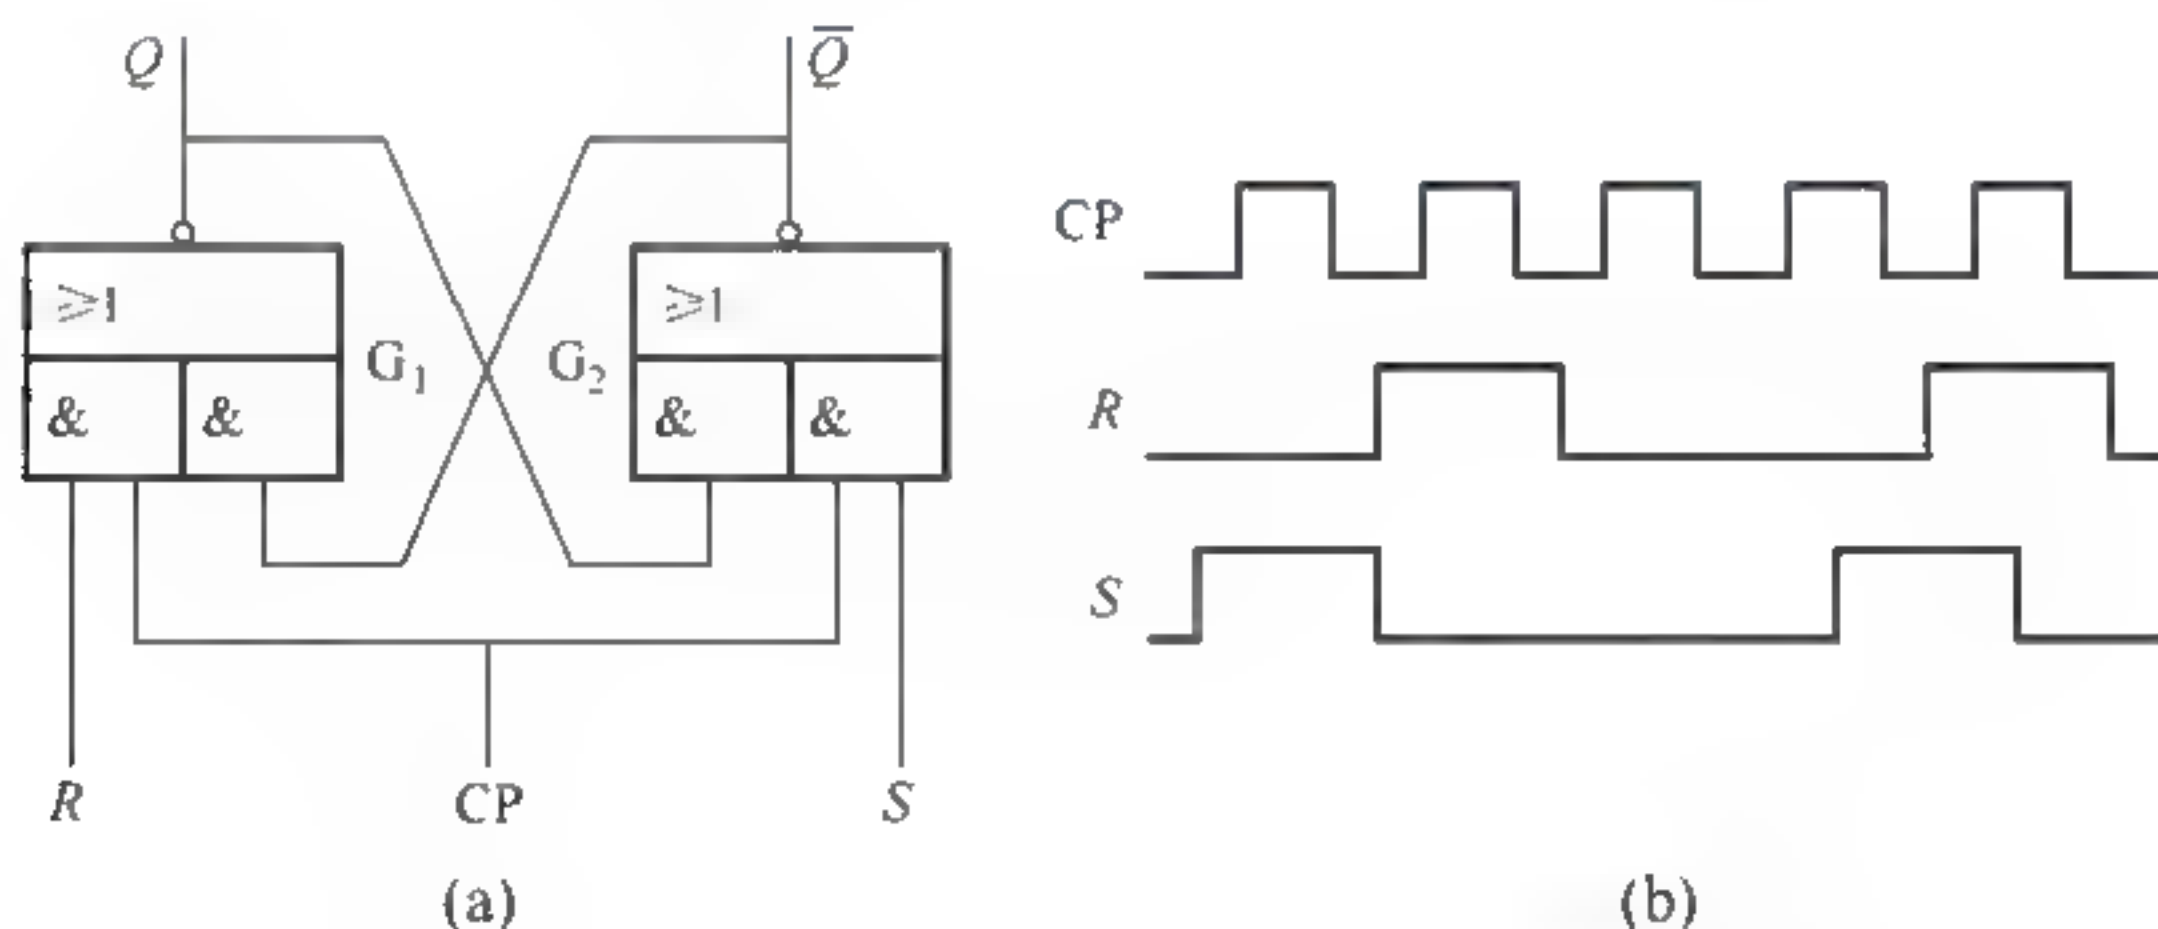 Q Q̅
≥1 ≥1
G₁ G₂
& & & &
R CP S
(a)
CP
R
S
(b)